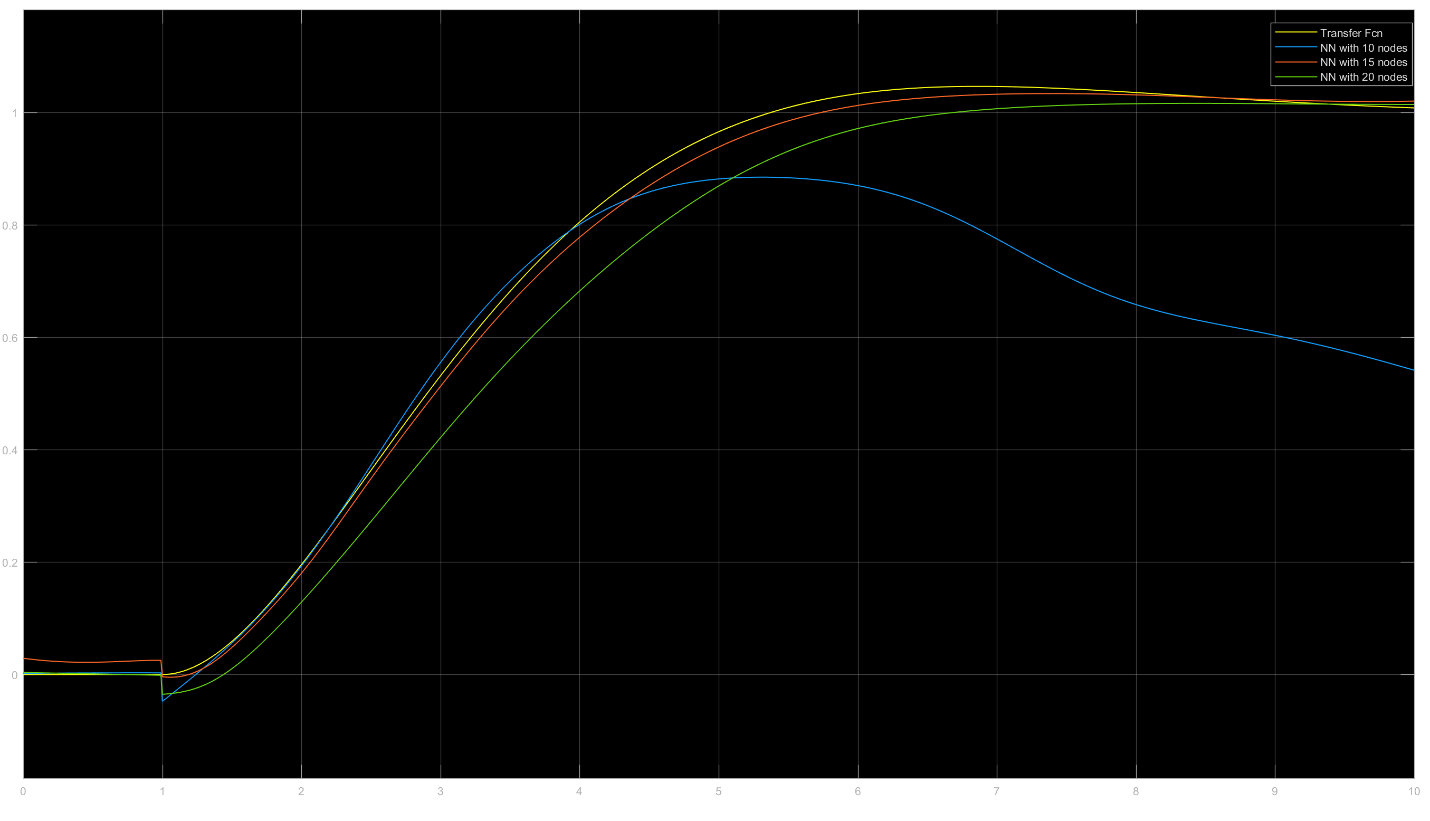 Transfer Fcn
NN with 10 nodes
NN with 15 nodes
NN with 20 nodes
1
0.8
0.6
0.4
0.2
0
0 1 2 3 4 5 6 7 8 9 10